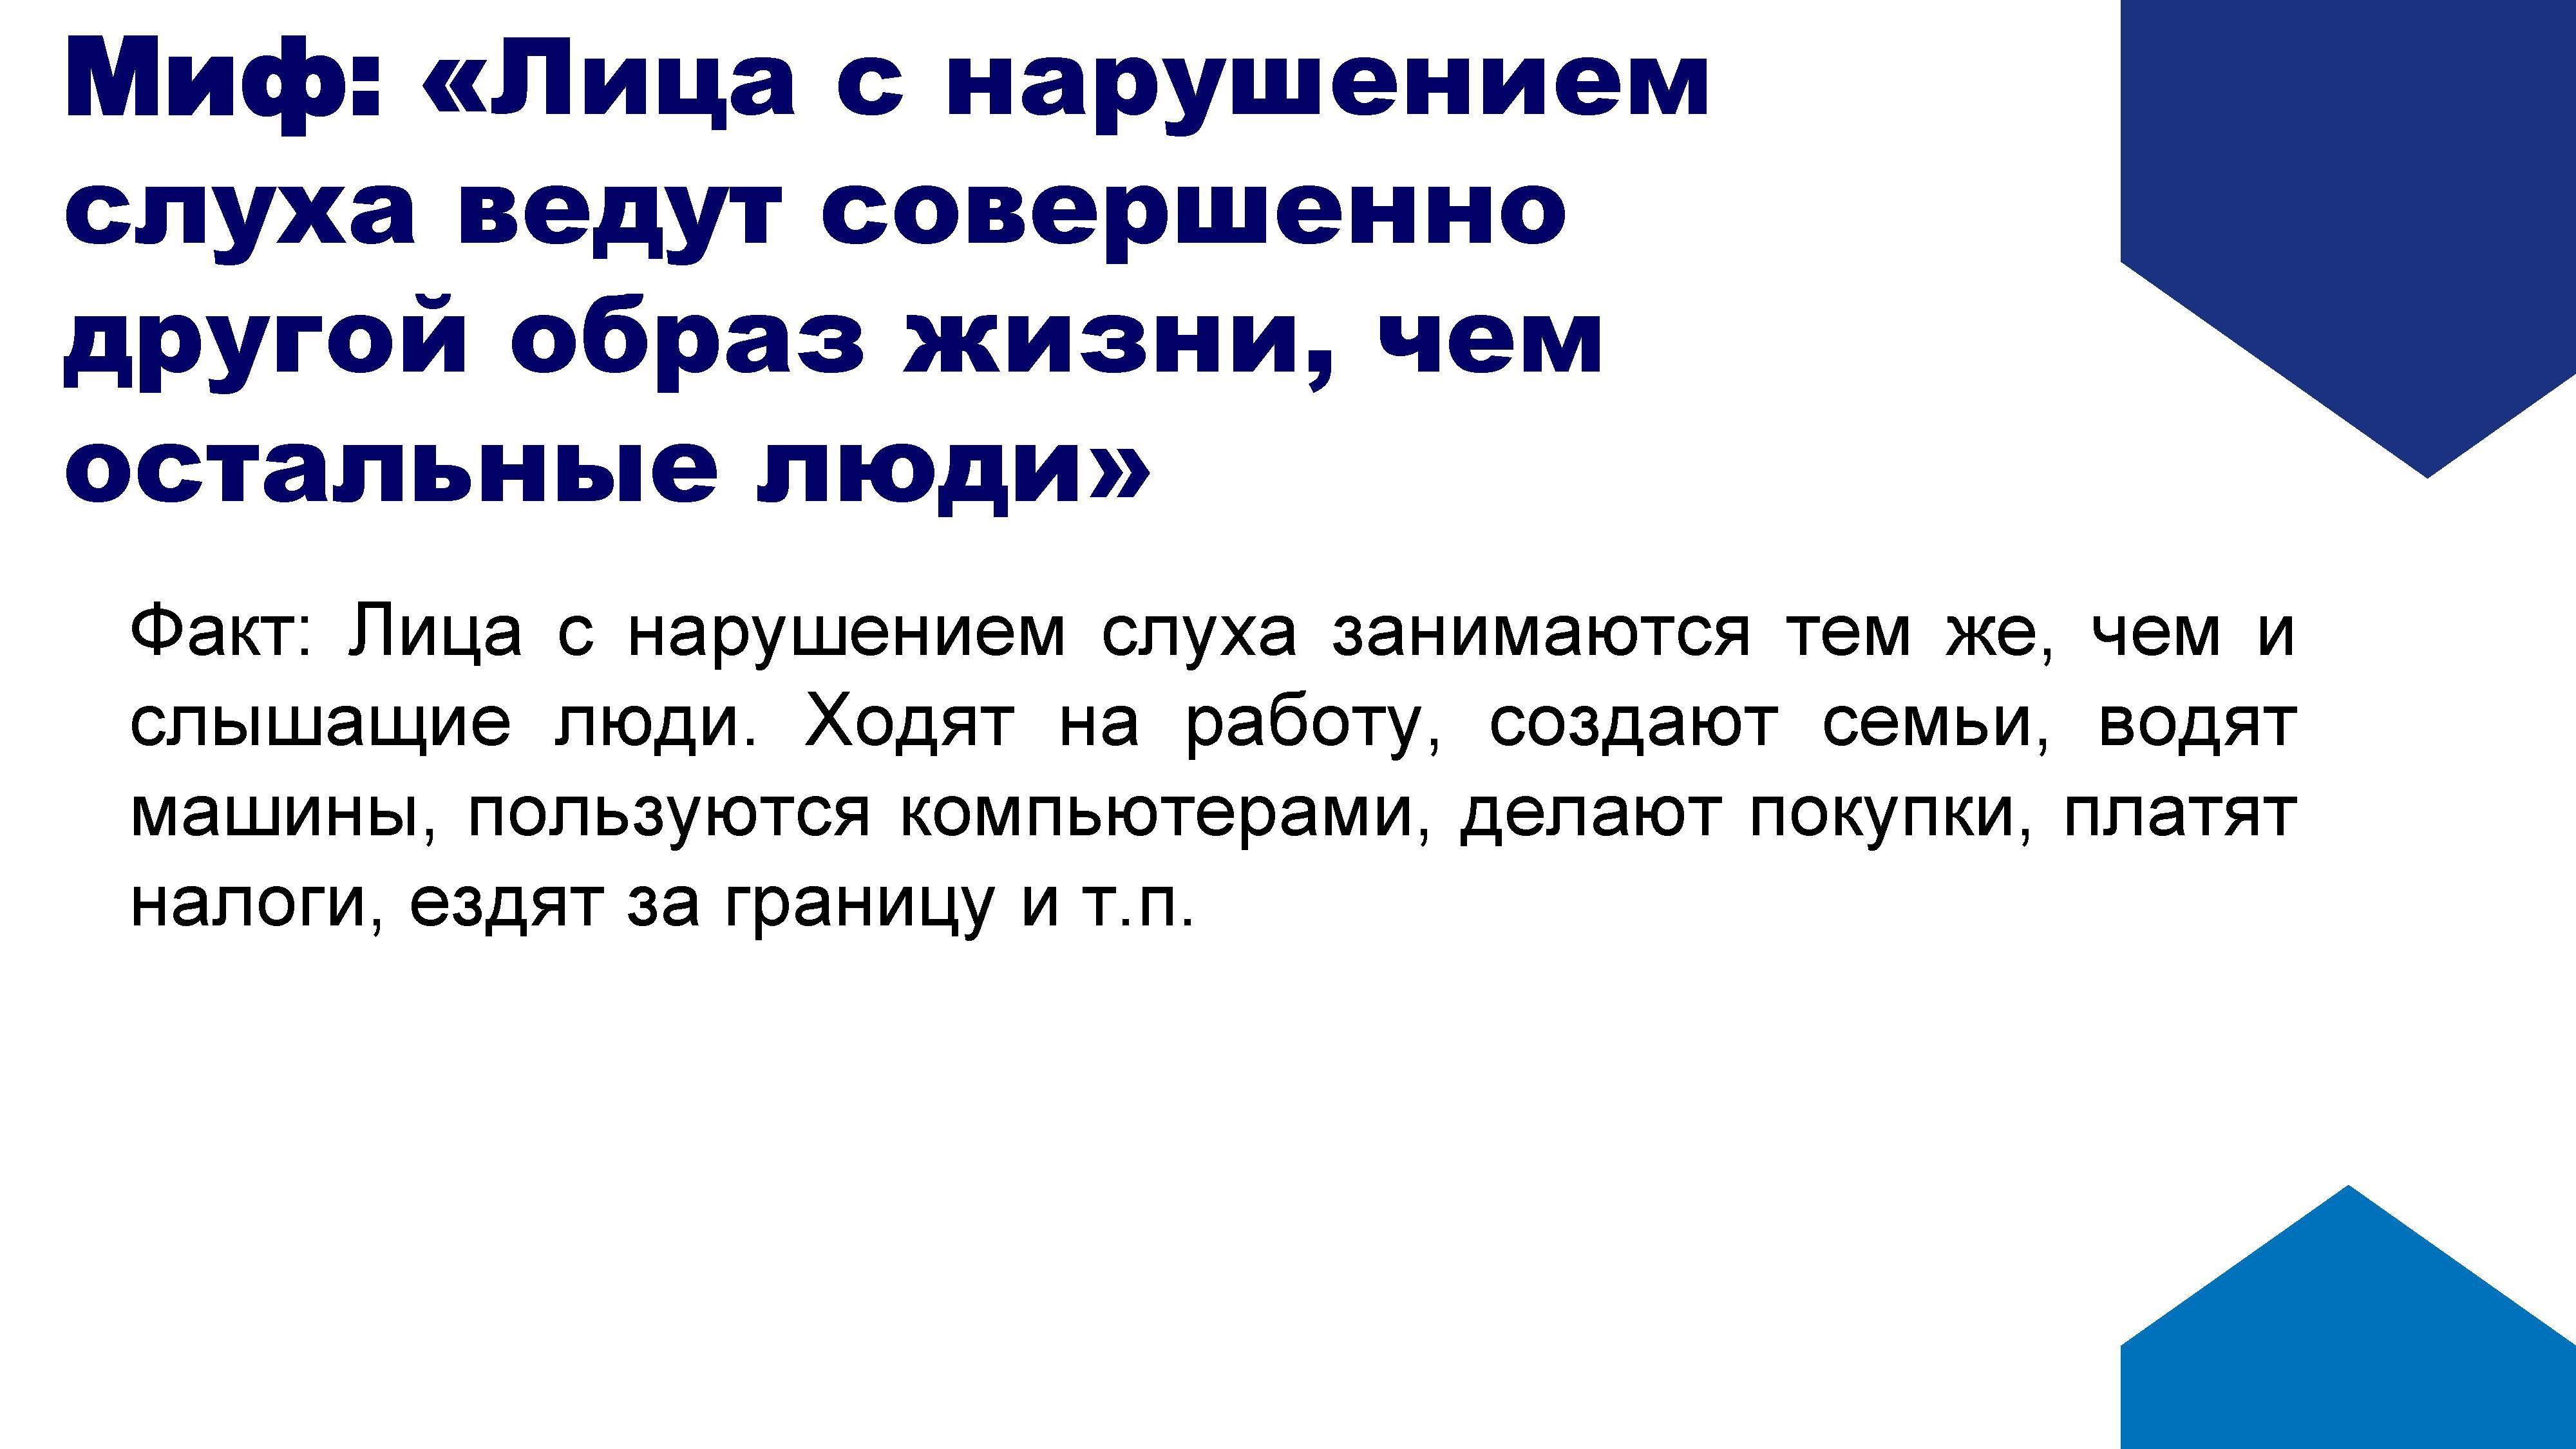 Миф: «Лица с нарушением
слуха ведут совершенно
другой образ жизни, чем
остальные люди»
Факт: Лица с нарушением слуха занимаются тем же, чем и
слышащие люди. Ходят на работу, создают семьи, водят
машины, пользуются компьютерами, делают покупки, платят
налоги, ездят за границу и т.п.